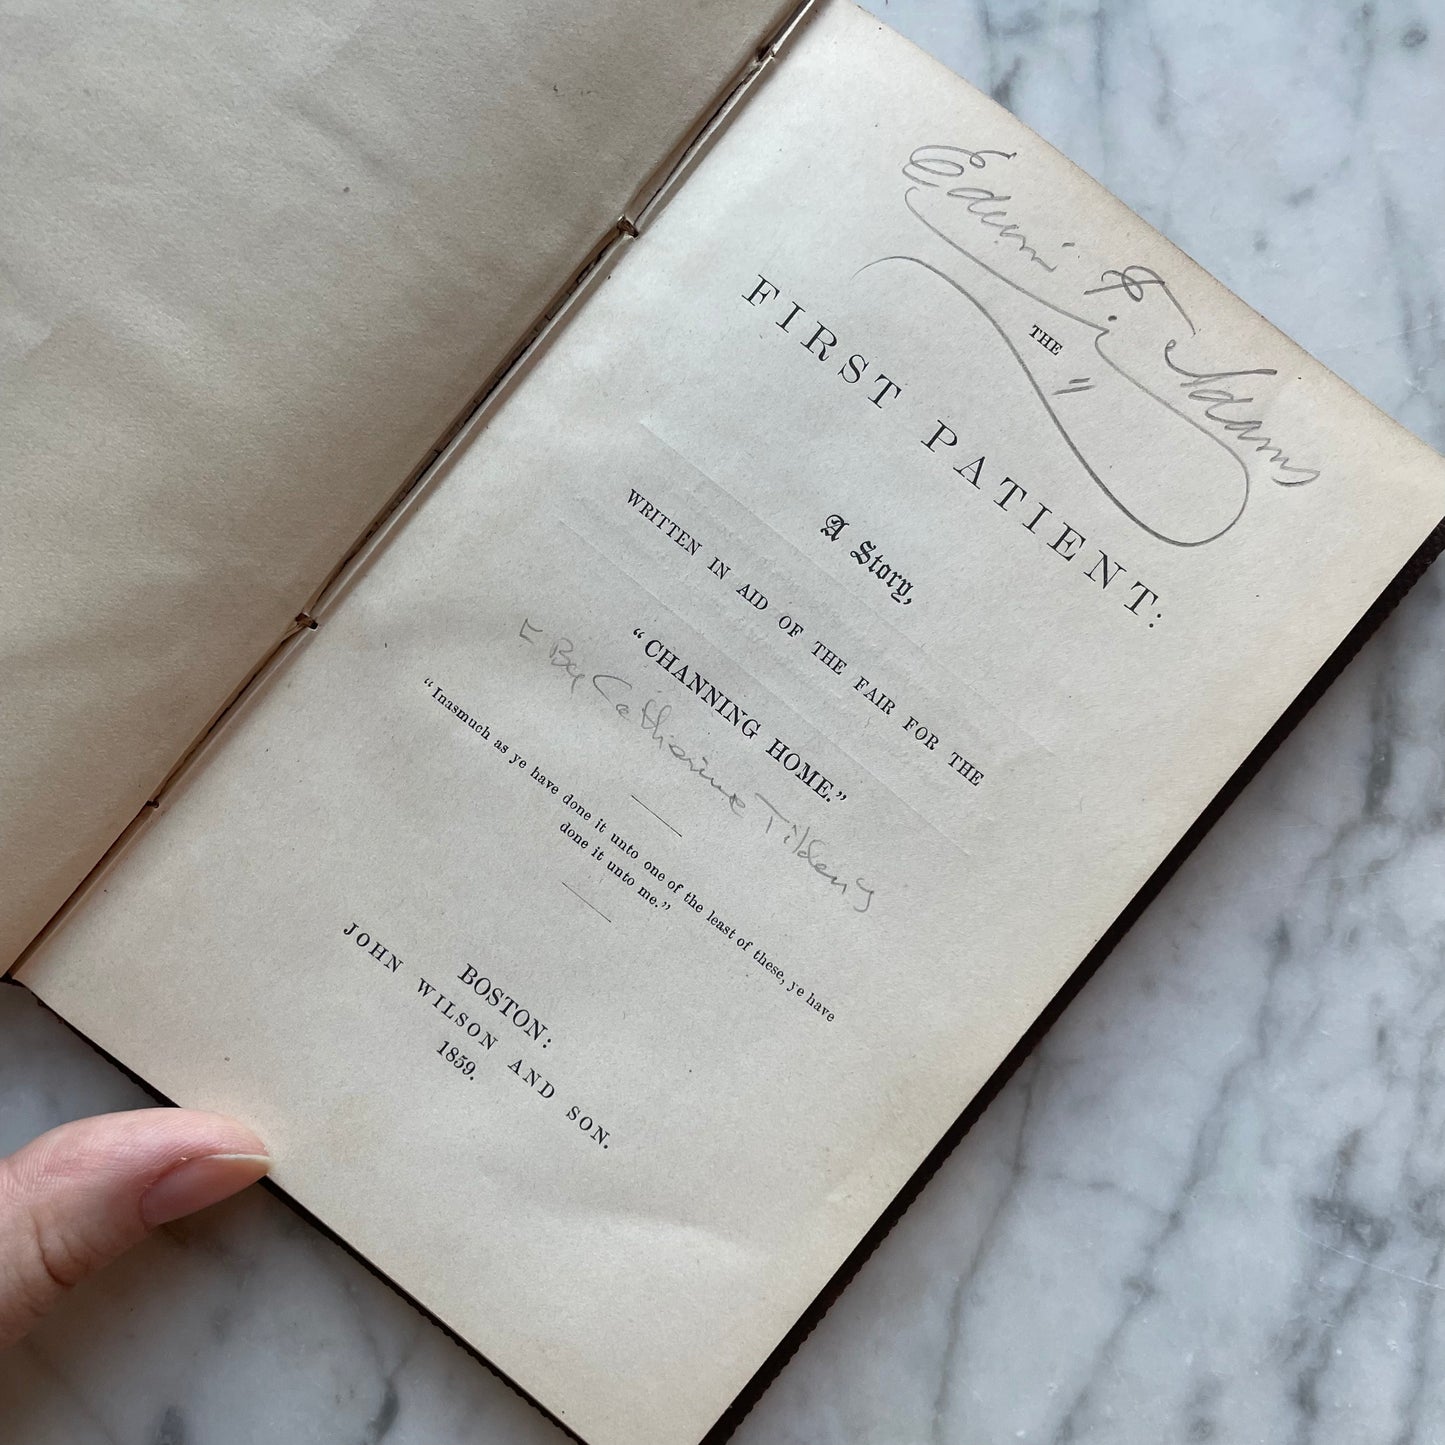 Edwin F. Adams
THE
FIRST PATIENT:
A Story,
WRITTEN IN AID OF THE FAIR FOR THE
“CHANNING HOME.”
[By Catherine Tilden]
“Inasmuch as ye have done it unto one of the least of these, ye have
done it unto me.”
BOSTON:
JOHN WILSON AND SON.
1859.